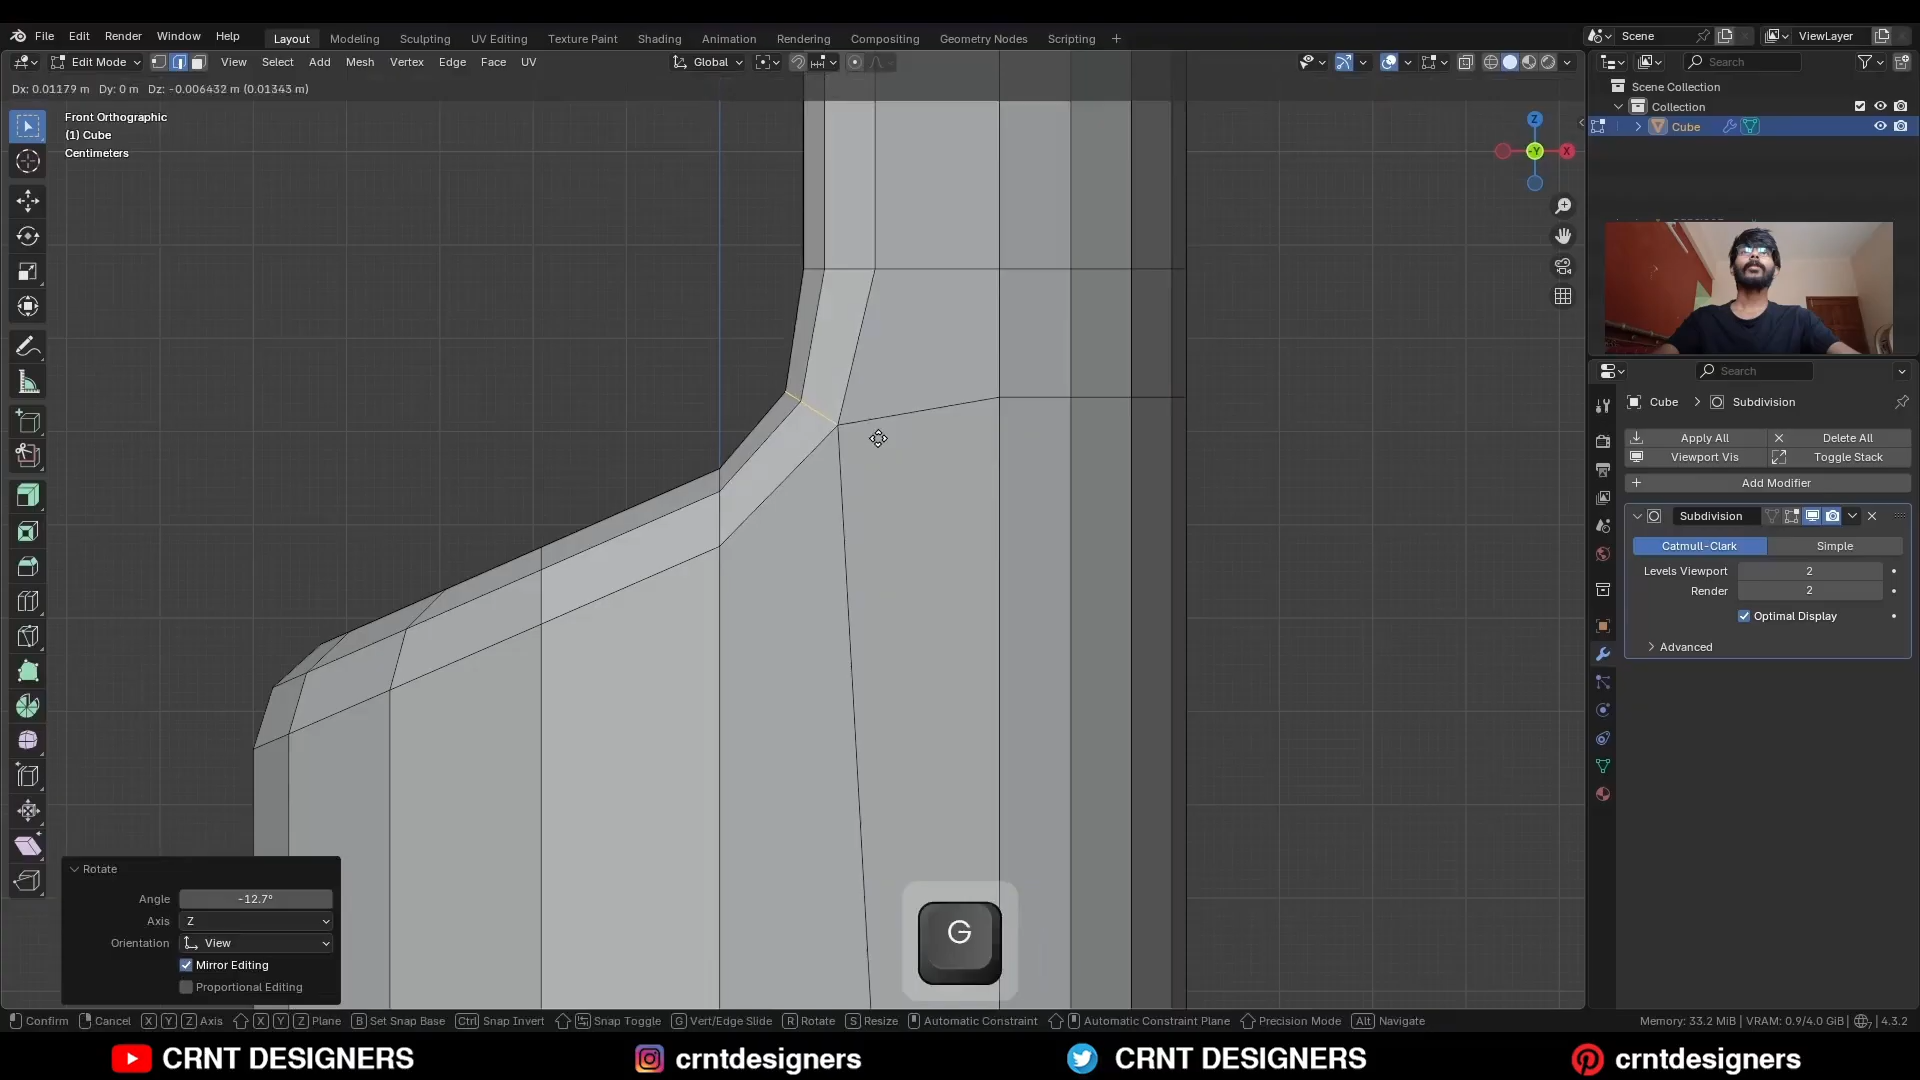 File Edit Render Window Help
Layout Modeling Sculpting UV Editing Texture Paint Shading Animation Rendering Compositing Geometry Nodes Scripting +
Scene
ViewLayer
Edit Mode View Select Add Mesh Vertex Edge Face UV
Global
Search
Dx: 0.01179 m Dy: 0 m Dz: -0.006432 m (0.01343 m)
Front Orthographic
(1) Cube
Centimeters
Z
-Y
X
Scene Collection
Collection
Cube
Search
Cube > Subdivision
Apply All
Delete All
Viewport Vis
Toggle Stack
Add Modifier
Subdivision
Catmull-Clark
Simple
Levels Viewport 2
Render 2
Optimal Display
Advanced
Rotate
Angle -12.7°
Axis Z
Orientation View
Mirror Editing
Proportional Editing
G
Confirm Cancel X Y Z Axis X Y Z Plane B Set Snap Base Ctrl Snap Invert Snap Toggle G Vert/Edge Slide R Rotate S Resize Automatic Constraint Automatic Constraint Plane Precision Mode Alt Navigate
Memory: 33.2 MiB | VRAM: 0.9/4.0 GiB | 7 | 4.3.2
CRNT DESIGNERS
crntdesigners
CRNT DESIGNERS
crntdesigners